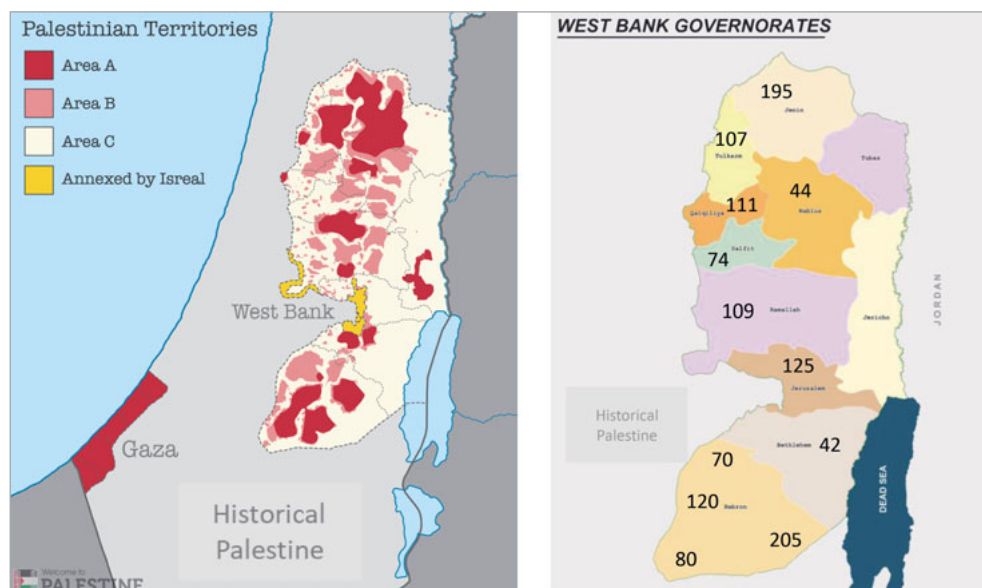 Palestinian Territories
Area A
Area B
Area C
Annexed by Isreal
West Bank
Gaza
Historical
Palestine
Welcome to
PALESTINE
WEST BANK GOVERNORATES
195
Jenin
107
Tulkarm
Tubas
44
111
Nablus
Qalqiliya
Salfit
74
109
Ramallah
JORDAN
Jericho
125
Jerusalem
Historical
Palestine
Bethlehem
42
70
DEAD SEA
120
Hebron
205
80